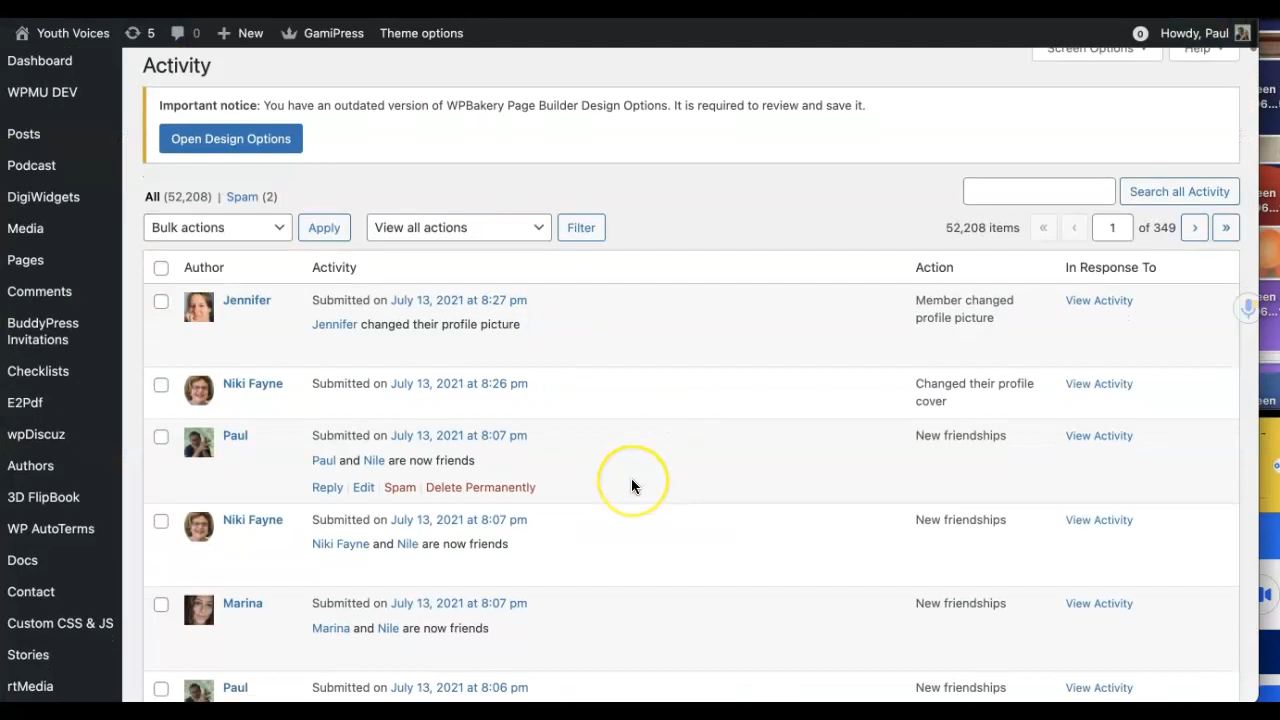 Youth Voices 5 0 New GamiPress Theme options 0 Howdy, Paul
Dashboard
WPMU DEV
Posts
Podcast
DigiWidgets
Media
Pages
Comments
BuddyPress
Invitations
Checklists
E2Pdf
wpDiscuz
Authors
3D FlipBook
WP AutoTerms
Docs
Contact
Custom CSS & JS
Stories
rtMedia
Screen Options Help
Activity
Important notice: You have an outdated version of WPBakery Page Builder Design Options. It is required to review and save it.
Open Design Options
All (52,208) | Spam (2)
Search all Activity
Bulk actions Apply View all actions Filter 52,208 items « ‹ 1 of 349 › »
Author Activity Action In Response To
Jennifer Submitted on July 13, 2021 at 8:27 pm Member changed View Activity
Jennifer changed their profile picture profile picture
Niki Fayne Submitted on July 13, 2021 at 8:26 pm Changed their profile View Activity
cover
Paul Submitted on July 13, 2021 at 8:07 pm New friendships View Activity
Paul and Nile are now friends
Reply | Edit | Spam | Delete Permanently
Niki Fayne Submitted on July 13, 2021 at 8:07 pm New friendships View Activity
Niki Fayne and Nile are now friends
Marina Submitted on July 13, 2021 at 8:07 pm New friendships View Activity
Marina and Nile are now friends
Paul Submitted on July 13, 2021 at 8:06 pm New friendships View Activity